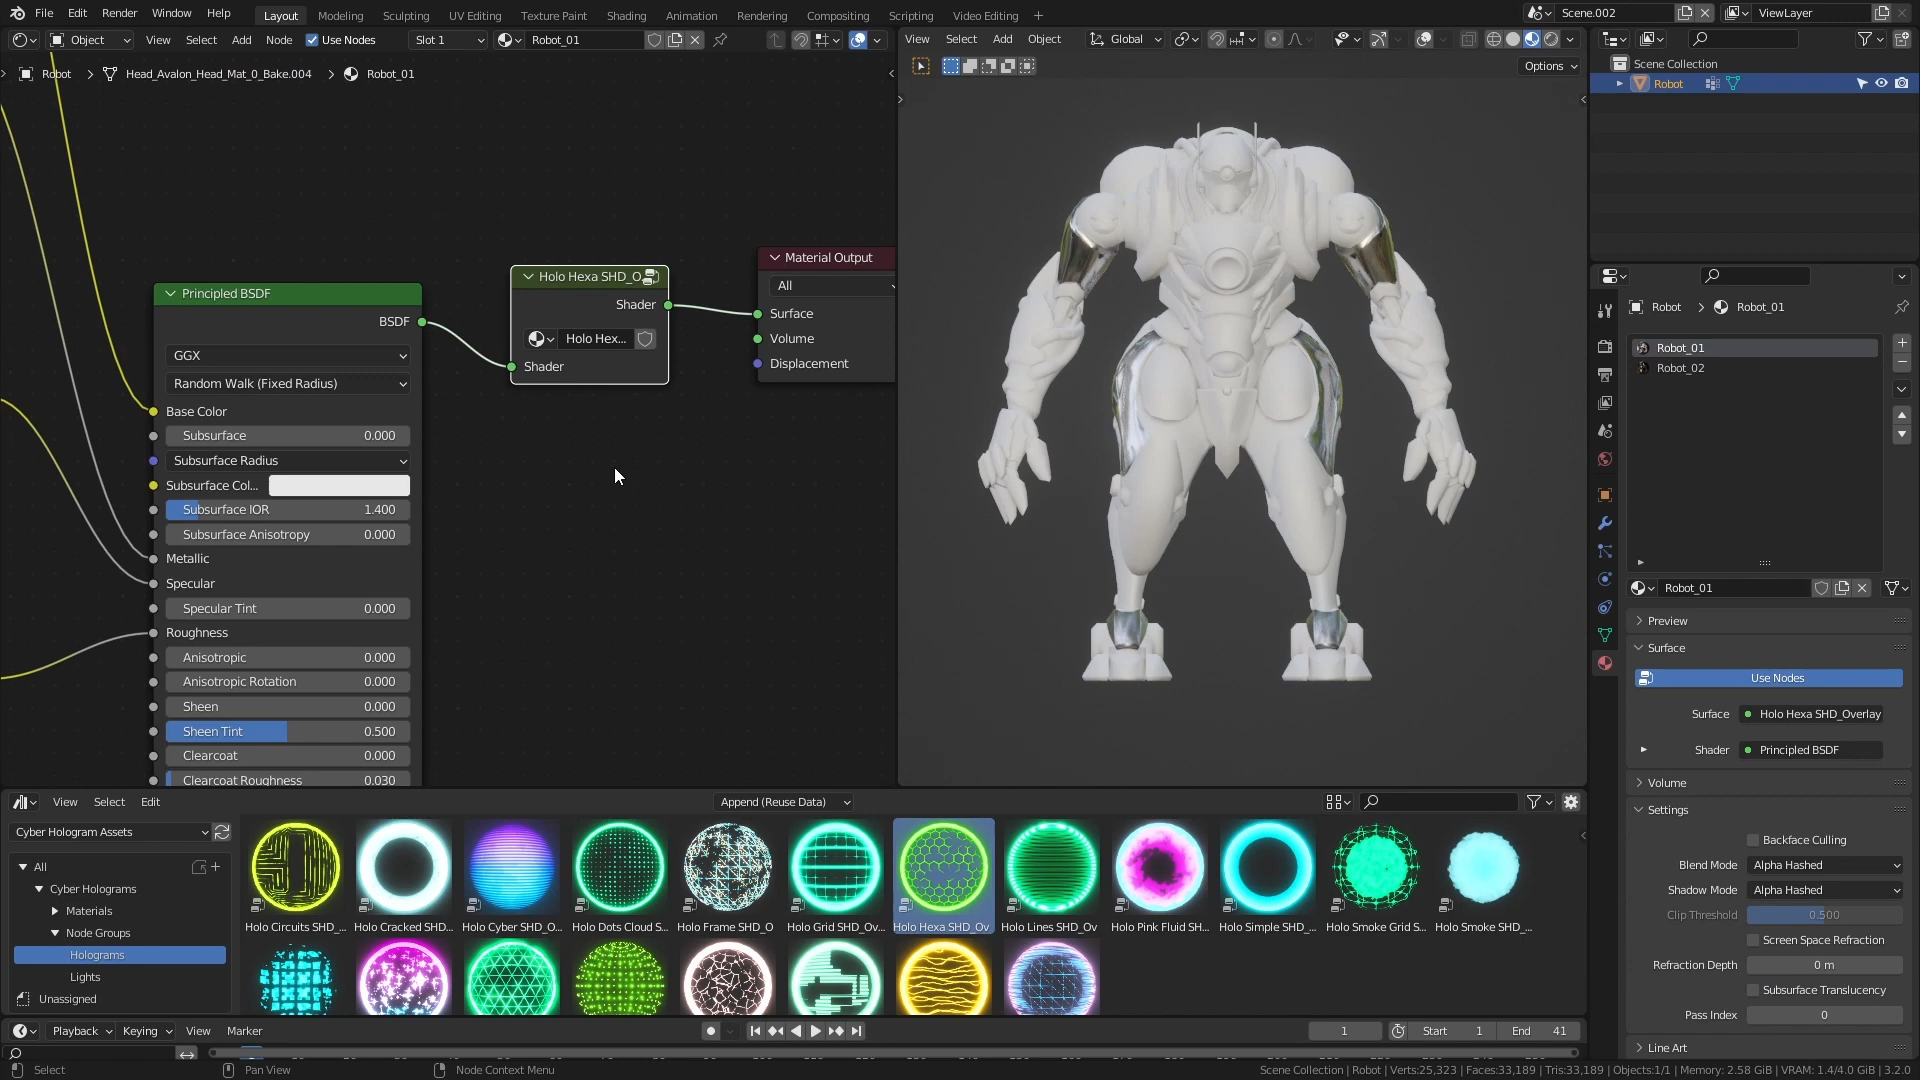 File Edit Render Window Help
Layout Modeling Sculpting UV Editing Texture Paint Shading Animation Rendering Compositing Scripting Video Editing +
Scene.002
ViewLayer
Object View Select Add Node Use Nodes Slot 1 Robot_01
View Select Add Object Global
Options
Robot > Head_Avalon_Head_Mat_0_Bake.004 > Robot_01
Scene Collection
Robot
Principled BSDF
BSDF
GGX
Random Walk (Fixed Radius)
Base Color
Subsurface 0.000
Subsurface Radius
Subsurface Col...
Subsurface IOR 1.400
Subsurface Anisotropy 0.000
Metallic
Specular
Specular Tint 0.000
Roughness
Anisotropic 0.000
Anisotropic Rotation 0.000
Sheen 0.000
Sheen Tint 0.500
Clearcoat 0.000
Clearcoat Roughness 0.030
Holo Hexa SHD_O
Shader
Holo Hex...
Shader
Material Output
All
Surface
Volume
Displacement
Robot > Robot_01
Robot_01
Robot_02
Robot_01
Preview
Surface
Use Nodes
Surface Holo Hexa SHD_Overlay
Shader Principled BSDF
Volume
Settings
Backface Culling
Blend Mode Alpha Hashed
Shadow Mode Alpha Hashed
Clip Threshold 0.500
Screen Space Refraction
Refraction Depth 0 m
Subsurface Translucency
Pass Index 0
Line Art
View Select Edit
Append (Reuse Data)
Cyber Hologram Assets
All
Cyber Holograms
Materials
Node Groups
Holograms
Lights
Unassigned
Holo Circuits SHD_... Holo Cracked SHD... Holo Cyber SHD_O... Holo Dots Cloud S... Holo Frame SHD_O Holo Grid SHD_Ov... Holo Hexa SHD_Ov Holo Lines SHD_Ov Holo Pink Fluid SH... Holo Simple SHD_... Holo Smoke Grid S... Holo Smoke SHD_...
Playback Keying View Marker
1 Start 1 End 41
Select Pan View Node Context Menu
Scene Collection | Robot | Verts:25,323 | Faces:33,189 | Tris:33,189 | Objects:1/1 | Memory: 2.58 GiB | VRAM: 1.4/4.0 GiB | 3.2.0